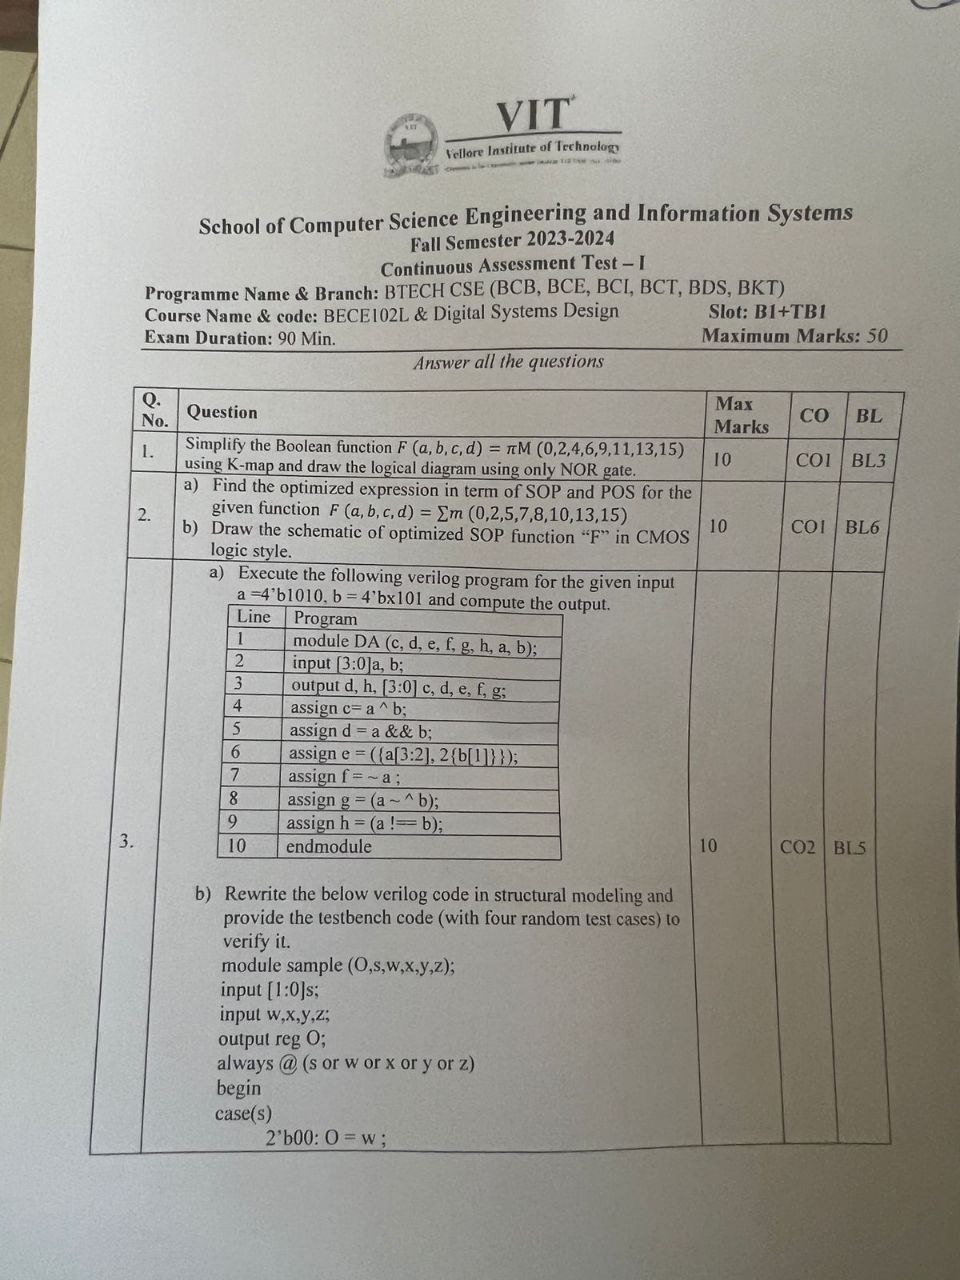 VIT
Vellore Institute of Technology
School of Computer Science Engineering and Information Systems
Fall Semester 2023-2024
Continuous Assessment Test – I
Programme Name & Branch: BTECH CSE (BCB, BCE, BCI, BCT, BDS, BKT)
Course Name & code: BECE102L & Digital Systems Design Slot: B1+TB1
Exam Duration: 90 Min. Maximum Marks: 50
Answer all the questions
Q. No. Question Max Marks CO BL
1. Simplify the Boolean function F (a, b, c, d) = πM (0,2,4,6,9,11,13,15)
using K-map and draw the logical diagram using only NOR gate. 10 CO1 BL3
2. a) Find the optimized expression in term of SOP and POS for the
given function F (a, b, c, d) = ∑m (0,2,5,7,8,10,13,15)
b) Draw the schematic of optimized SOP function “F” in CMOS
logic style. 10 CO1 BL6
3. a) Execute the following verilog program for the given input
a =4’b1010, b = 4’bx101 and compute the output.
Line Program
1 module DA (c, d, e, f, g, h, a, b);
2 input [3:0]a, b;
3 output d, h, [3:0] c, d, e, f, g;
4 assign c= a ^ b;
5 assign d = a && b;
6 assign e = ({a[3:2], 2{b[1]}});
7 assign f = ~ a ;
8 assign g = (a ~ ^ b);
9 assign h = (a !== b);
10 endmodule
10 CO2 BL5
b) Rewrite the below verilog code in structural modeling and
provide the testbench code (with four random test cases) to
verify it.
module sample (O,s,w,x,y,z);
input [1:0]s;
input w,x,y,z;
output reg O;
always @ (s or w or x or y or z)
begin
case(s)
2’b00: O = w ;